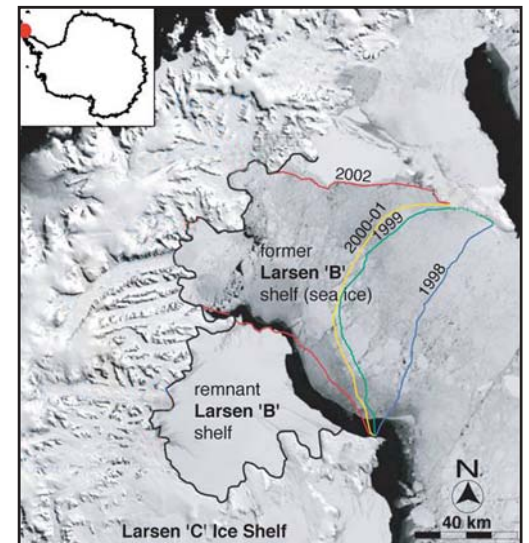 2002
2000-01
1999
1998
former
Larsen 'B'
shelf (sea ice)
remnant
Larsen 'B'
shelf
N
40 km
Larsen 'C' Ice Shelf